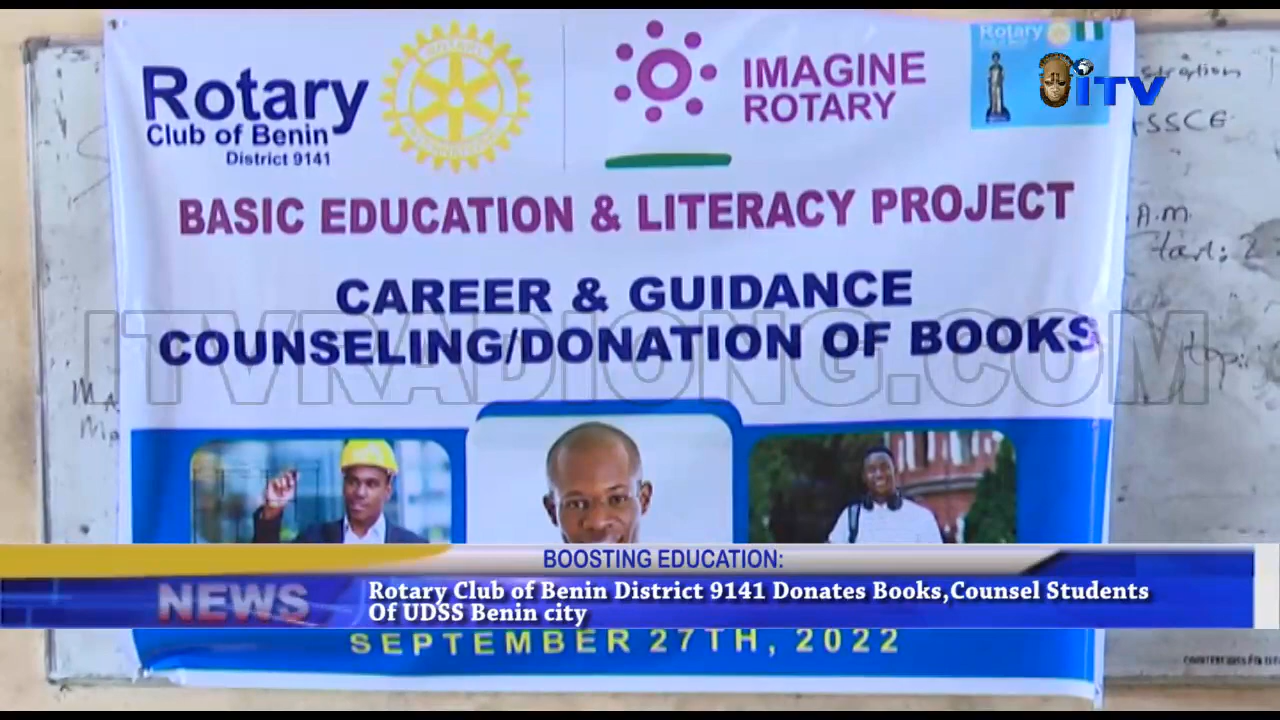 Rotary
Club of Benin
District 9141
IMAGINE
ROTARY
Rotary
iTV
BASIC EDUCATION & LITERACY PROJECT
CAREER & GUIDANCE
COUNSELING/DONATION OF BOOKS
ITVRADIONG.COM
SSCE
A.m.
BOOSTING EDUCATION:
NEWS
Rotary Club of Benin District 9141 Donates Books,Counsel Students
Of UDSS Benin city
SEPTEMBER 27TH, 2022